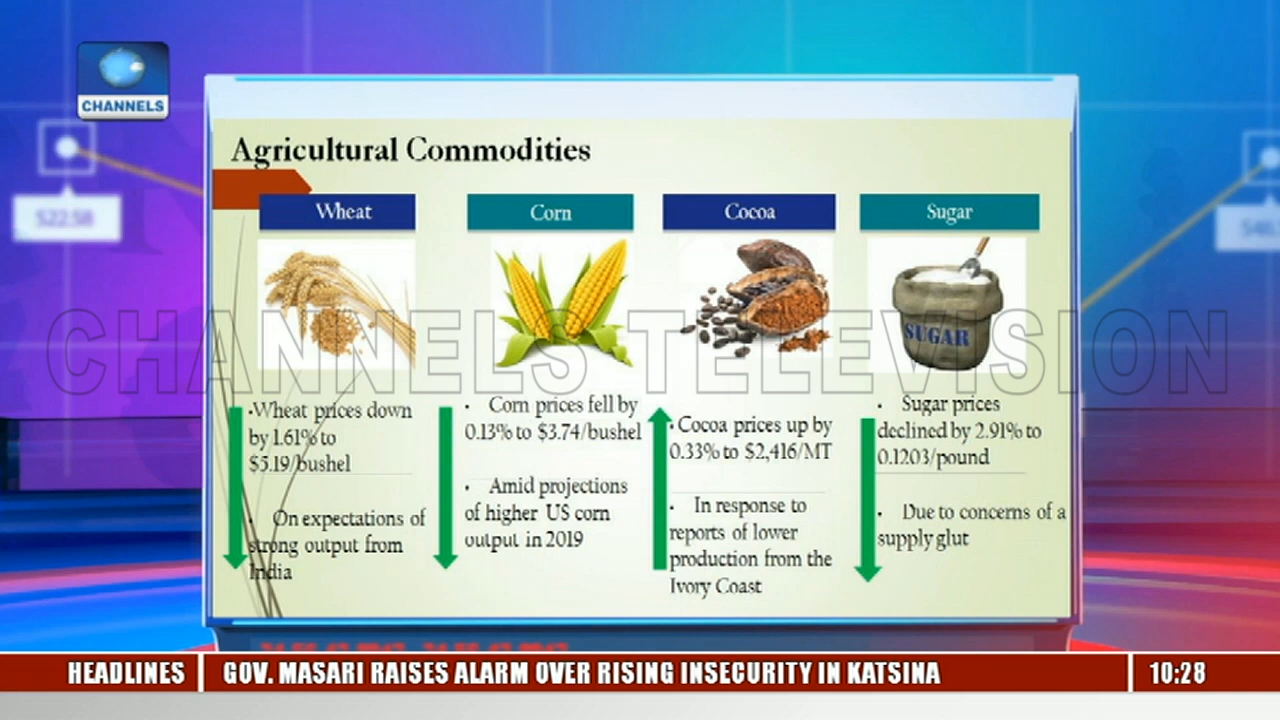 CHANNELS
Agricultural Commodities
Wheat
Corn
Cocoa
Sugar
SUGAR
CHANNELS TELEVISION
•Wheat prices down
by 1.61% to
$5.19/bushel
• On expectations of
strong output from
India
• Corn prices fell by
0.13% to $3.74/bushel
• Amid projections
of higher US corn
output in 2019
• Cocoa prices up by
0.33% to $2,416/MT
• In response to
reports of lower
production from the
Ivory Coast
• Sugar prices
declined by 2.91% to
0.1203/pound
• Due to concerns of a
supply glut
HEADLINES
GOV. MASARI RAISES ALARM OVER RISING INSECURITY IN KATSINA
10:28